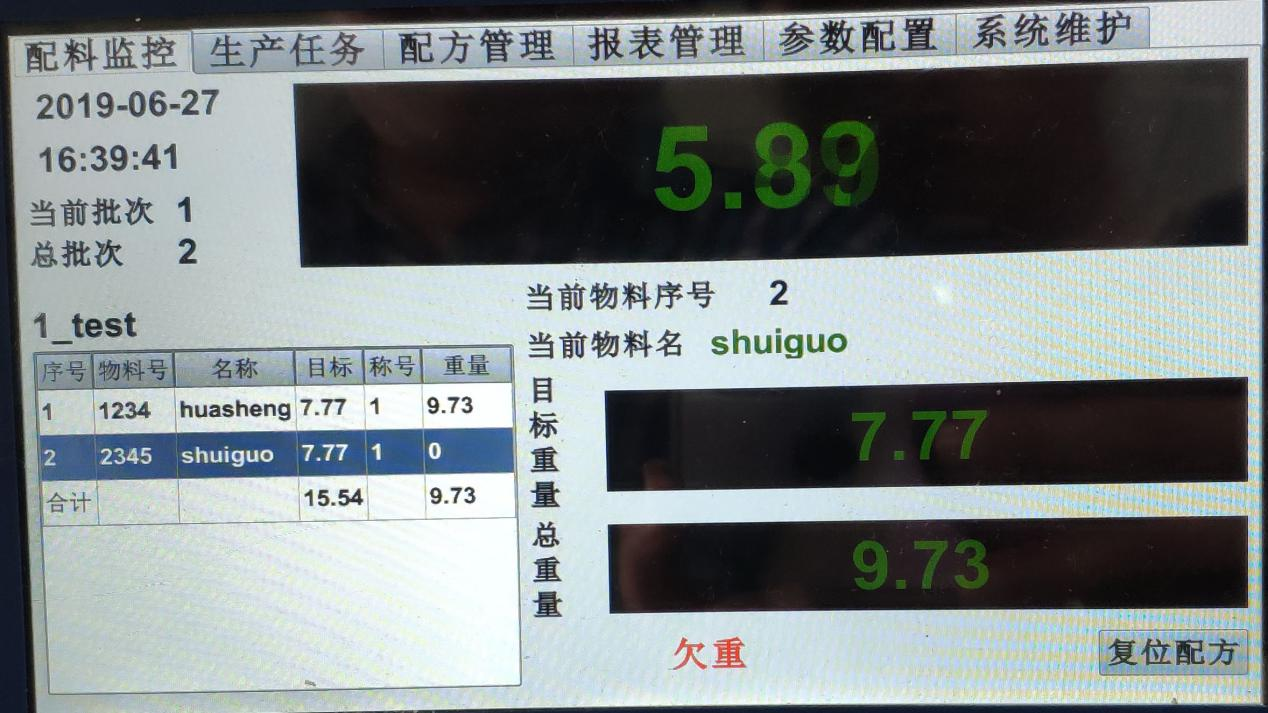 配料监控 生产任务 配方管理 报表管理 参数配置 系统维护
2019-06-27
16:39:41
当前批次 1
总批次 2
5.89
当前物料序号 2
当前物料名 shuiguo
1_test
序号 物料号 名称 目标 称号 重量
1 1234 huasheng 7.77 1 9.73
2 2345 shuiguo 7.77 1 0
合计 15.54 9.73
目标重量 7.77
总重量 9.73
欠重
复位配方